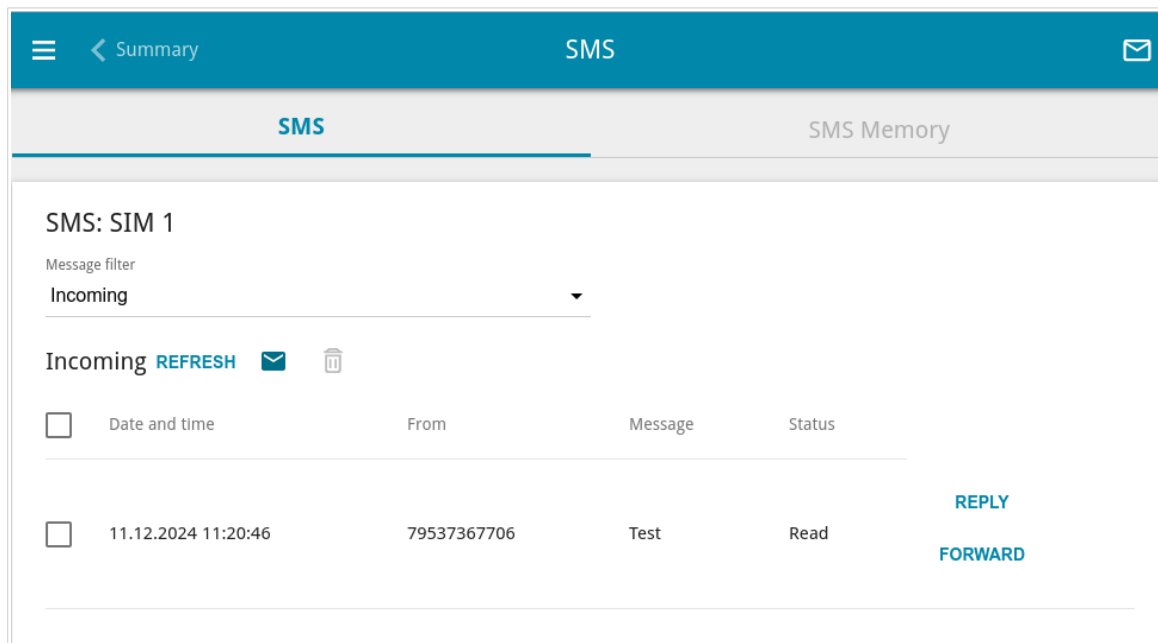 Summary SMS
SMS SMS Memory
SMS: SIM 1
Message filter
Incoming
Incoming REFRESH
Date and time From Message Status
REPLY
11.12.2024 11:20:46 79537367706 Test Read
FORWARD